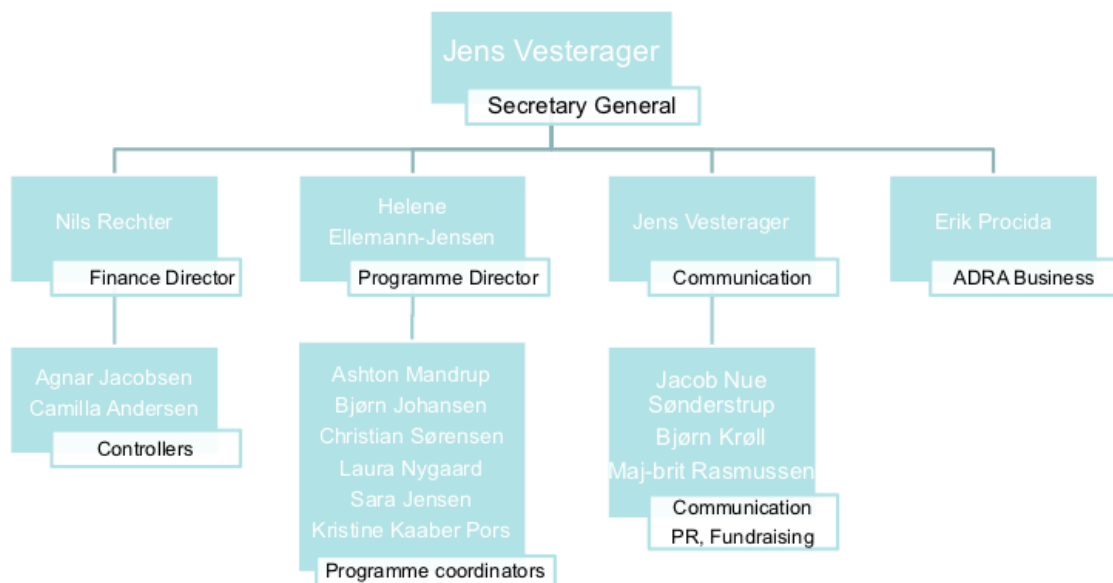 Jens Vesterager
Secretary General
Nils Rechter
Finance Director
Helene
Ellemann-Jensen
Programme Director
Jens Vesterager
Communication
Erik Procida
ADRA Business
Agnar Jacobsen
Camilla Andersen
Controllers
Ashton Mandrup
Bjørn Johansen
Christian Sørensen
Laura Nygaard
Sara Jensen
Kristine Kaaber Pors
Programme coordinators
Jacob Nue
Sønderstrup
Bjørn Krøll
Maj-brit Rasmussen
Communication
PR, Fundraising